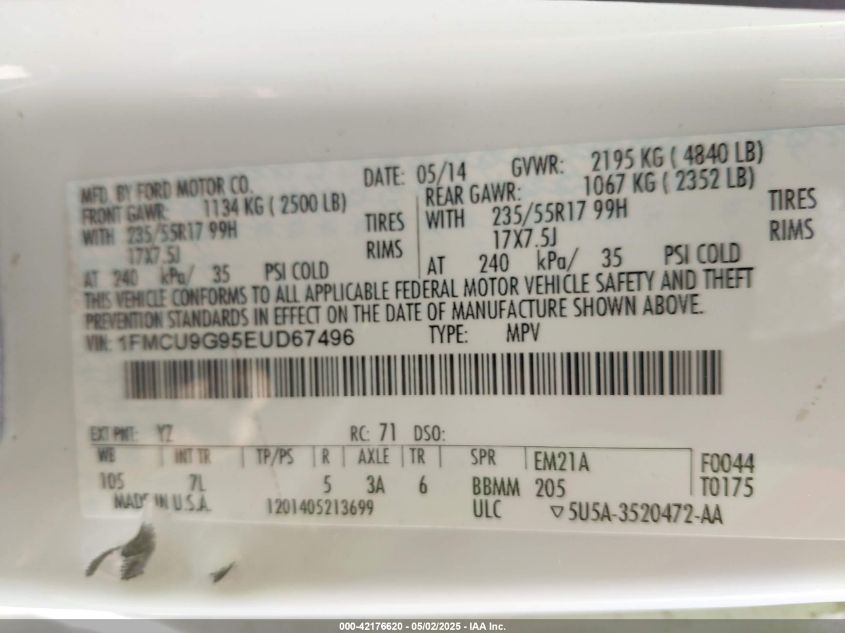 MFD. BY FORD MOTOR CO. DATE: 05/14 GVWR: 2195 KG ( 4840 LB)
FRONT GAWR: 1134 KG ( 2500 LB) REAR GAWR: 1067 KG ( 2352 LB)
WITH 235/55R17 99H TIRES WITH 235/55R17 99H TIRES
17X7.5J RIMS 17X7.5J RIMS
AT 240 kPa/ 35 PSI COLD AT 240 kPa/ 35 PSI COLD
THIS VEHICLE CONFORMS TO ALL APPLICABLE FEDERAL MOTOR VEHICLE SAFETY AND THEFT
PREVENTION STANDARDS IN EFFECT ON THE DATE OF MANUFACTURE SHOWN ABOVE.
VIN: 1FMCU9G95EUD67496 TYPE: MPV
EXT PNT: YZ RC: 71 DSO:
WB INT TR TP/PS R AXLE TR SPR EM21A F0044
105 7L 5 3A 6 BBMM 205 T0175
MADE IN U.S.A. 1201405213699 ULC ▽5U5A-3520472-AA
000-42176620 - 05/02/2025 - IAA Inc.